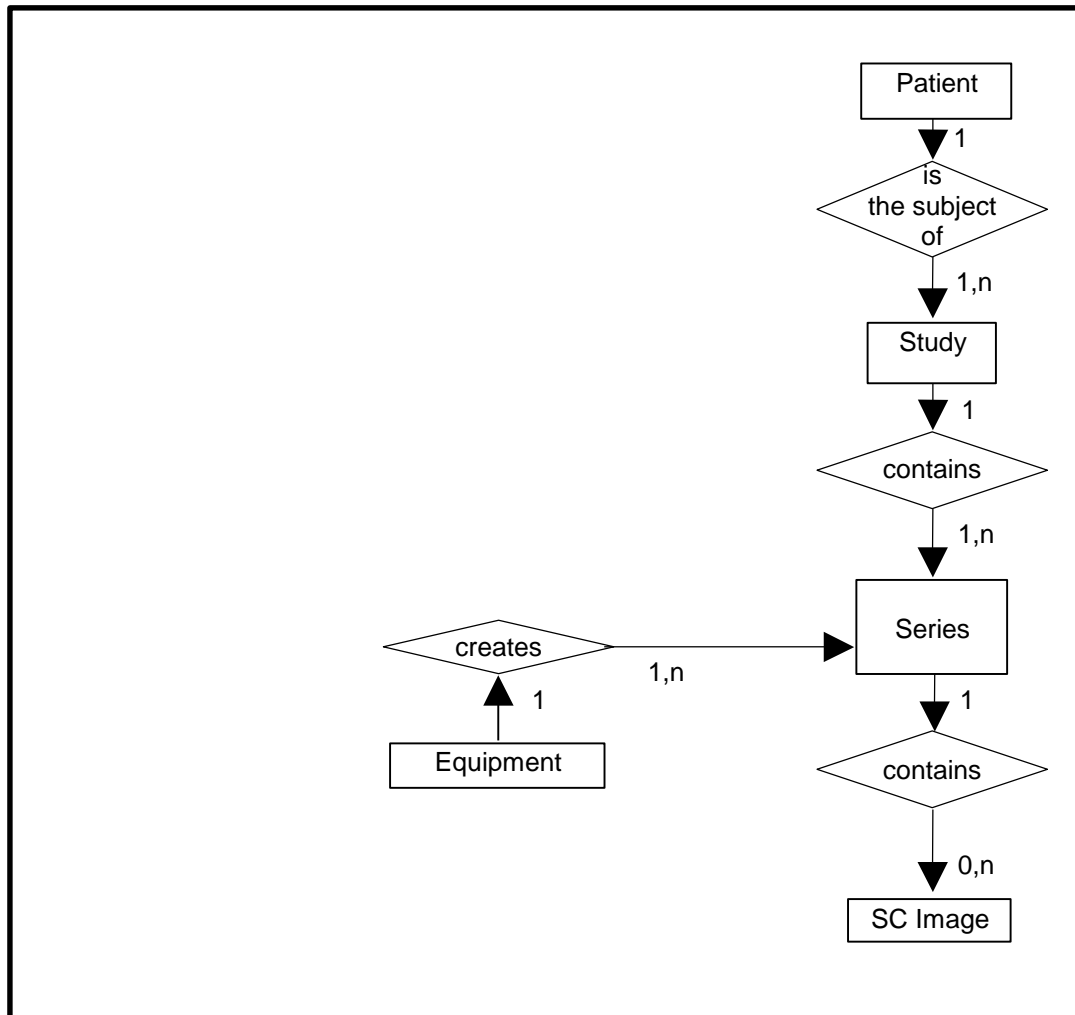 Patient
1
is
the subject
of
1,n
Study
1
contains
1,n
Series
creates
1,n
1
1
Equipment
contains
0,n
SC Image